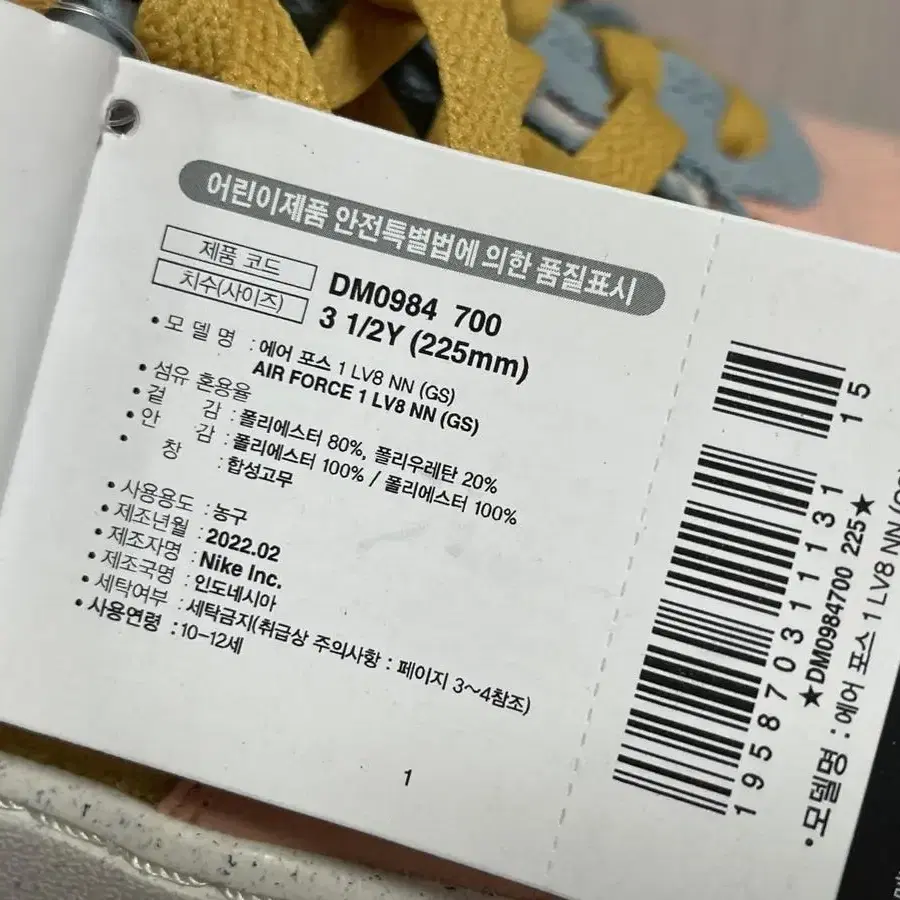 어린이제품 안전특별법에 의한 품질표시
제품 코드 DM0984 700
치수(사이즈) 3 1/2Y (225mm)
• 모 델 명 : 에어 포스 1 LV8 NN (GS)
AIR FORCE 1 LV8 NN (GS)
• 섬유 혼용율
• 겉 감 : 폴리에스터 80%, 폴리우레탄 20%
• 안 감 : 폴리에스터 100% / 폴리에스터 100%
• 창 : 합성고무
• 사용용도 : 농구
• 제조년월 : 2022.02
• 제조자명 : Nike Inc.
• 제조국명 : 인도네시아
• 세탁여부 : 세탁금지(취급상 주의사항 : 페이지 3~4참조)
• 사용연령 : 10-12세
1
15
195870311131
★DM0984700 225★
• 모델명 : 에어 포스 1 LV8 NN